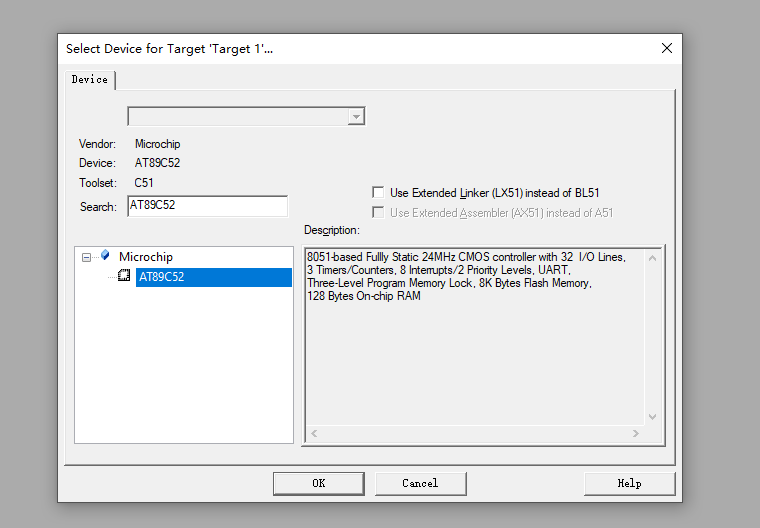 Select Device for Target 'Target 1'...
Device
Vendor: Microchip
Device: AT89C52
Toolset: C51
Search: AT89C52
Use Extended Linker (LX51) instead of BL51
Use Extended Assembler (AX51) instead of A51
Description:
Microchip
AT89C52
8051-based Fullly Static 24MHz CMOS controller with 32 I/O Lines,
3 Timers/Counters, 8 Interrupts/2 Priority Levels, UART,
Three-Level Program Memory Lock, 8K Bytes Flash Memory,
128 Bytes On-chip RAM
OK Cancel Help